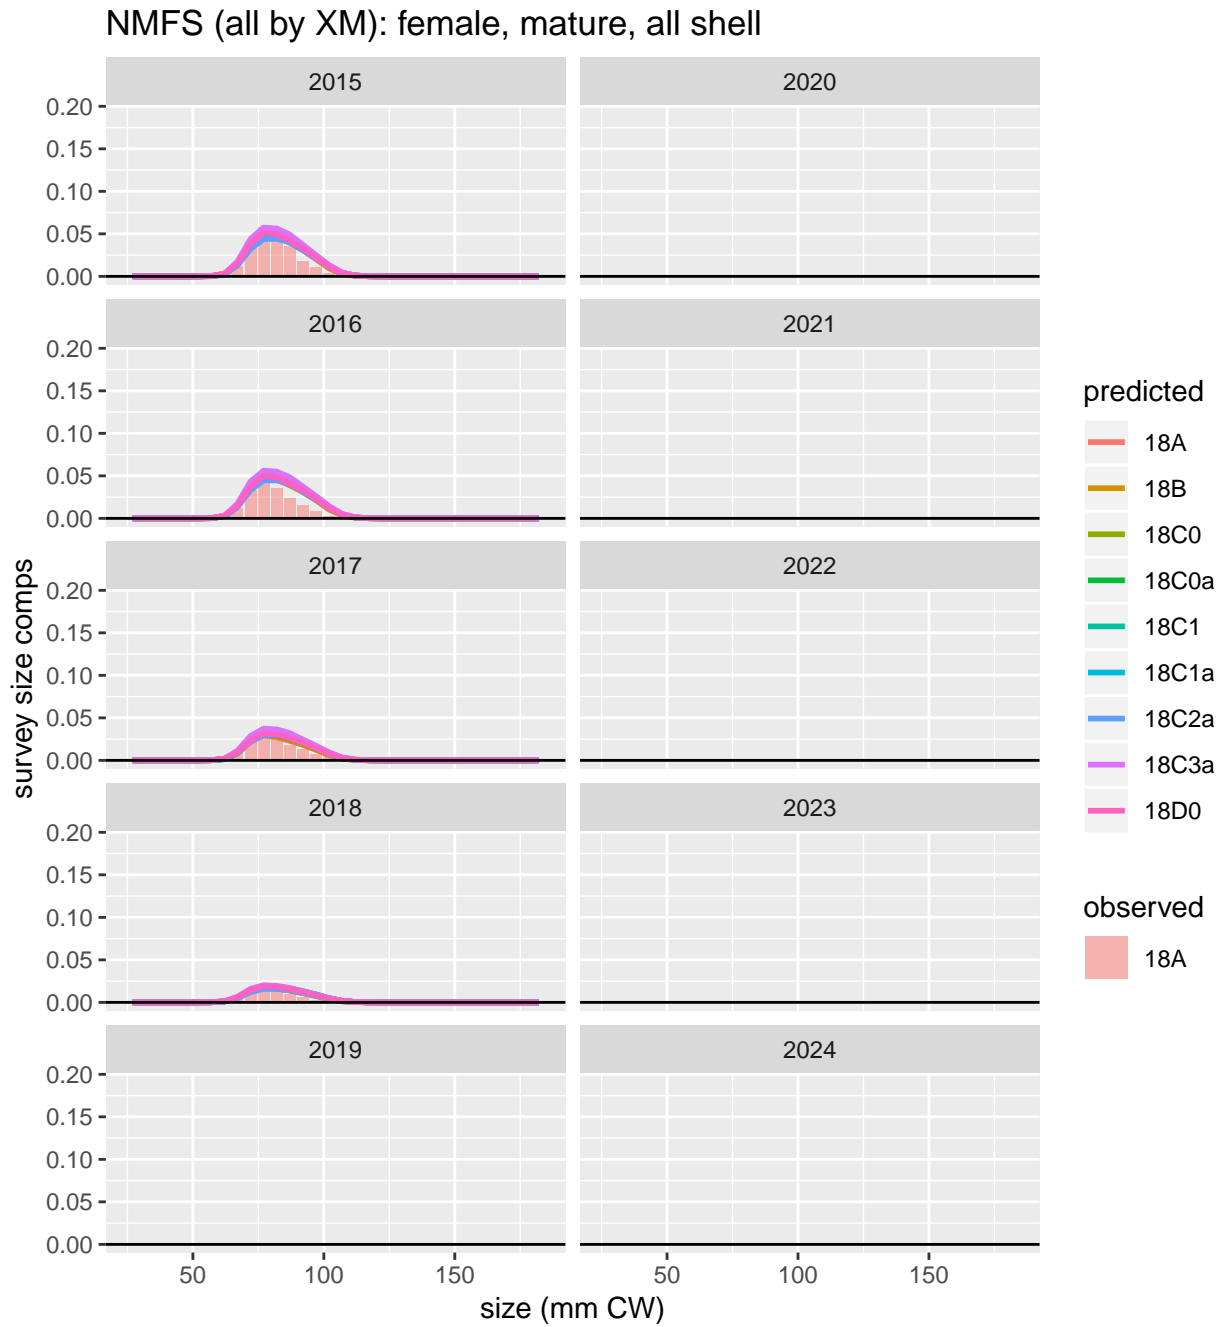 NMFS (all by XM): female, mature, all shell
2015
2020
0.20
0.15
0.10
0.05
0.00
2016
2021
0.20
0.15
0.10
0.05
0.00
2017
2022
0.20
0.15
0.10
0.05
0.00
2018
2023
0.20
0.15
0.10
0.05
0.00
2019
2024
0.20
0.15
0.10
0.05
0.00
50 100 150
50 100 150
size (mm CW)
survey size comps
predicted
18A
18B
18C0
18C0a
18C1
18C1a
18C2a
18C3a
18D0
observed
18A